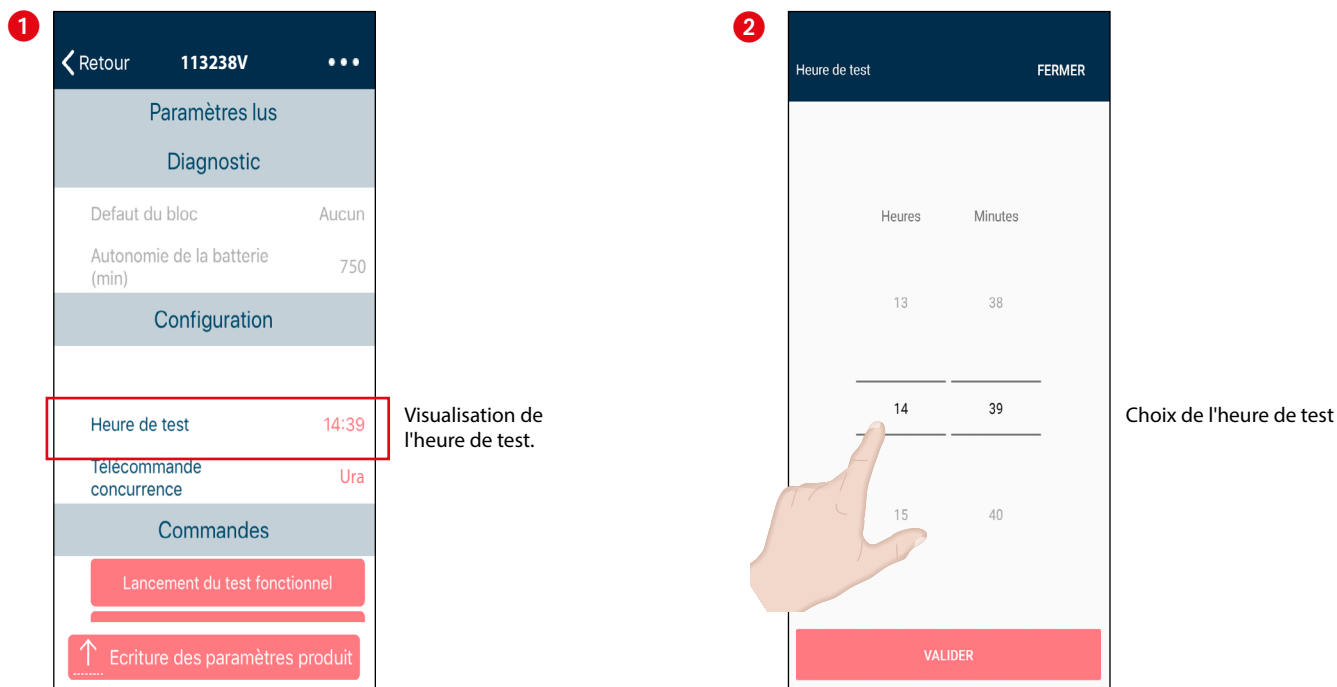 1
Retour 113238V •••
Paramètres lus
Diagnostic
Defaut du bloc Aucun
Autonomie de la batterie
(min) 750
Configuration
Heure de test 14:39
Télécommande
concurrence Ura
Commandes
Lancement du test fonctionnel
Ecriture des paramètres produit
Visualisation de
l'heure de test.
2
Heure de test FERMER
Heures Minutes
13 38
14 39
15 40
VALIDER
Choix de l'heure de test